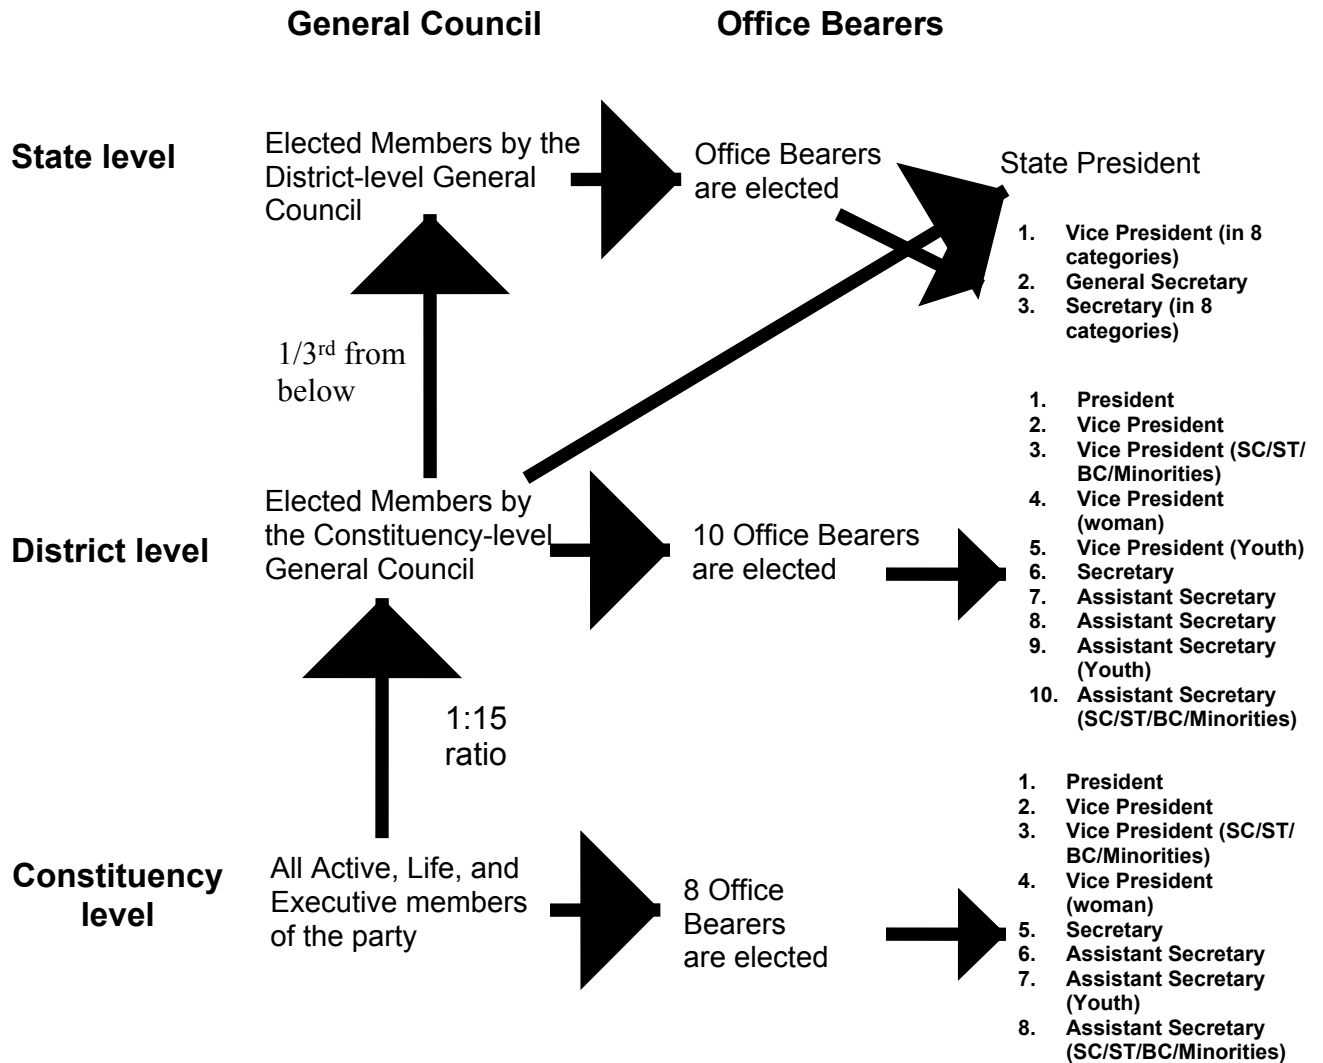 General Council
Office Bearers
State level
Elected Members by the
District-level General
Council
Office Bearers
are elected
State President
1. Vice President (in 8
categories)
2. General Secretary
3. Secretary (in 8
categories)
1/3rd from
below
District level
Elected Members by
the Constituency-level
General Council
10 Office Bearers
are elected
1. President
2. Vice President
3. Vice President (SC/ST/
BC/Minorities)
4. Vice President
(woman)
5. Vice President (Youth)
6. Secretary
7. Assistant Secretary
8. Assistant Secretary
9. Assistant Secretary
(Youth)
10. Assistant Secretary
(SC/ST/BC/Minorities)
1:15
ratio
Constituency
level
All Active, Life, and
Executive members
of the party
8 Office
Bearers
are elected
1. President
2. Vice President
3. Vice President (SC/ST/
BC/Minorities)
4. Vice President
(woman)
5. Secretary
6. Assistant Secretary
7. Assistant Secretary
(Youth)
8. Assistant Secretary
(SC/ST/BC/Minorities)